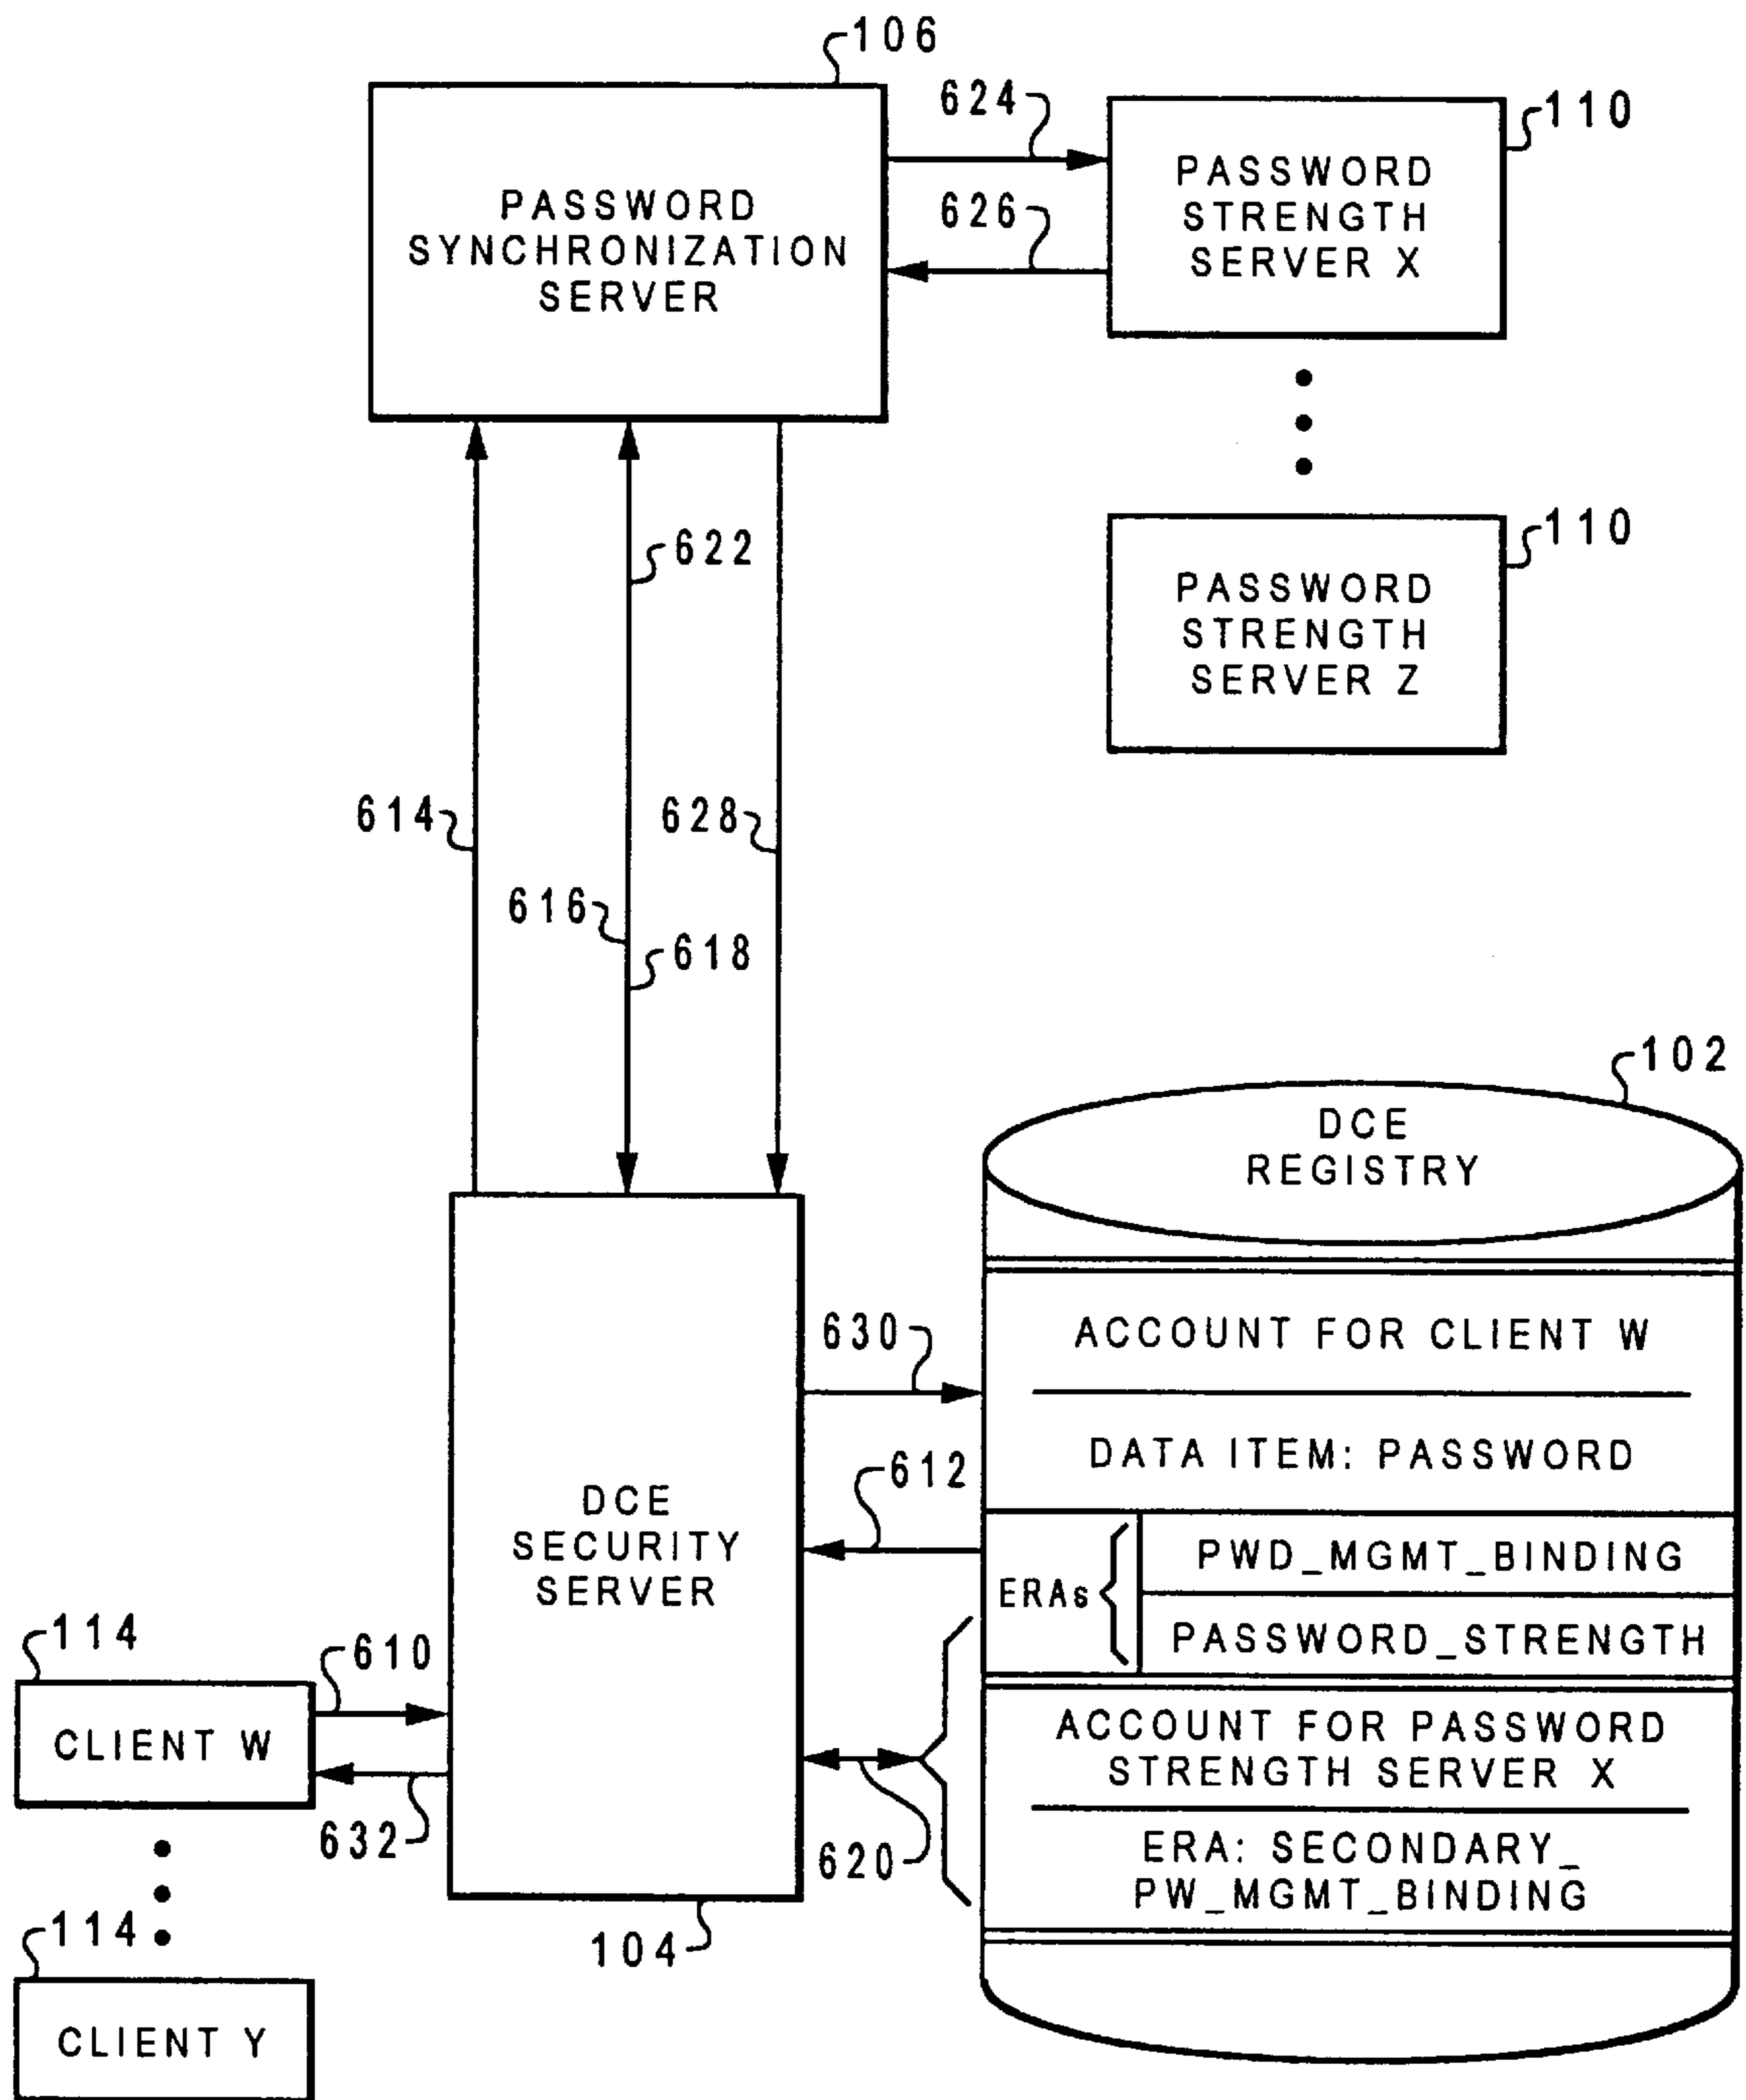 106
624
110
PASSWORD
SYNCHRONIZATION
SERVER
PASSWORD
STRENGTH
SERVER X
626
622
110
PASSWORD
STRENGTH
SERVER Z
614
628
616
618
102
DCE
REGISTRY
630
ACCOUNT FOR CLIENT W
DATA ITEM: PASSWORD
612
DCE
SECURITY
SERVER
ERAs
PWD_MGMT_BINDING
PASSWORD_STRENGTH
114
610
CLIENT W
632
ACCOUNT FOR PASSWORD
STRENGTH SERVER X
620
ERA: SECONDARY_
PW_MGMT_BINDING
104
114
CLIENT Y